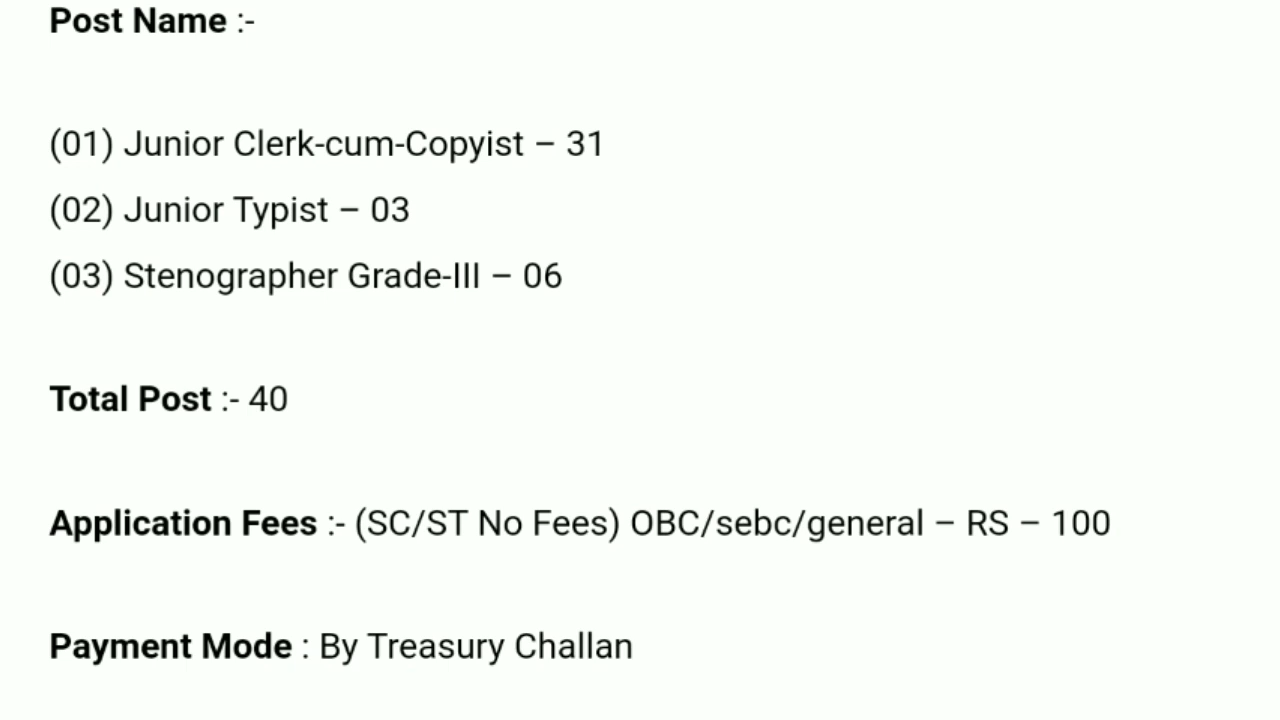 Post Name :-
(01) Junior Clerk-cum-Copyist – 31
(02) Junior Typist – 03
(03) Stenographer Grade-III – 06
Total Post :- 40
Application Fees :- (SC/ST No Fees) OBC/sebc/general – RS – 100
Payment Mode : By Treasury Challan